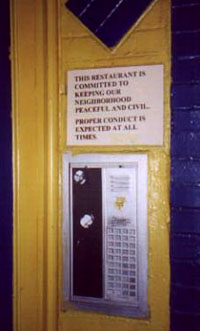 THIS RESTAURANT IS
COMMITTED TO
KEEPING OUR
NEIGHBORHOOD
PEACEFUL AND CIVIL.
PROPER CONDUCT IS
EXPECTED AT ALL
TIMES.